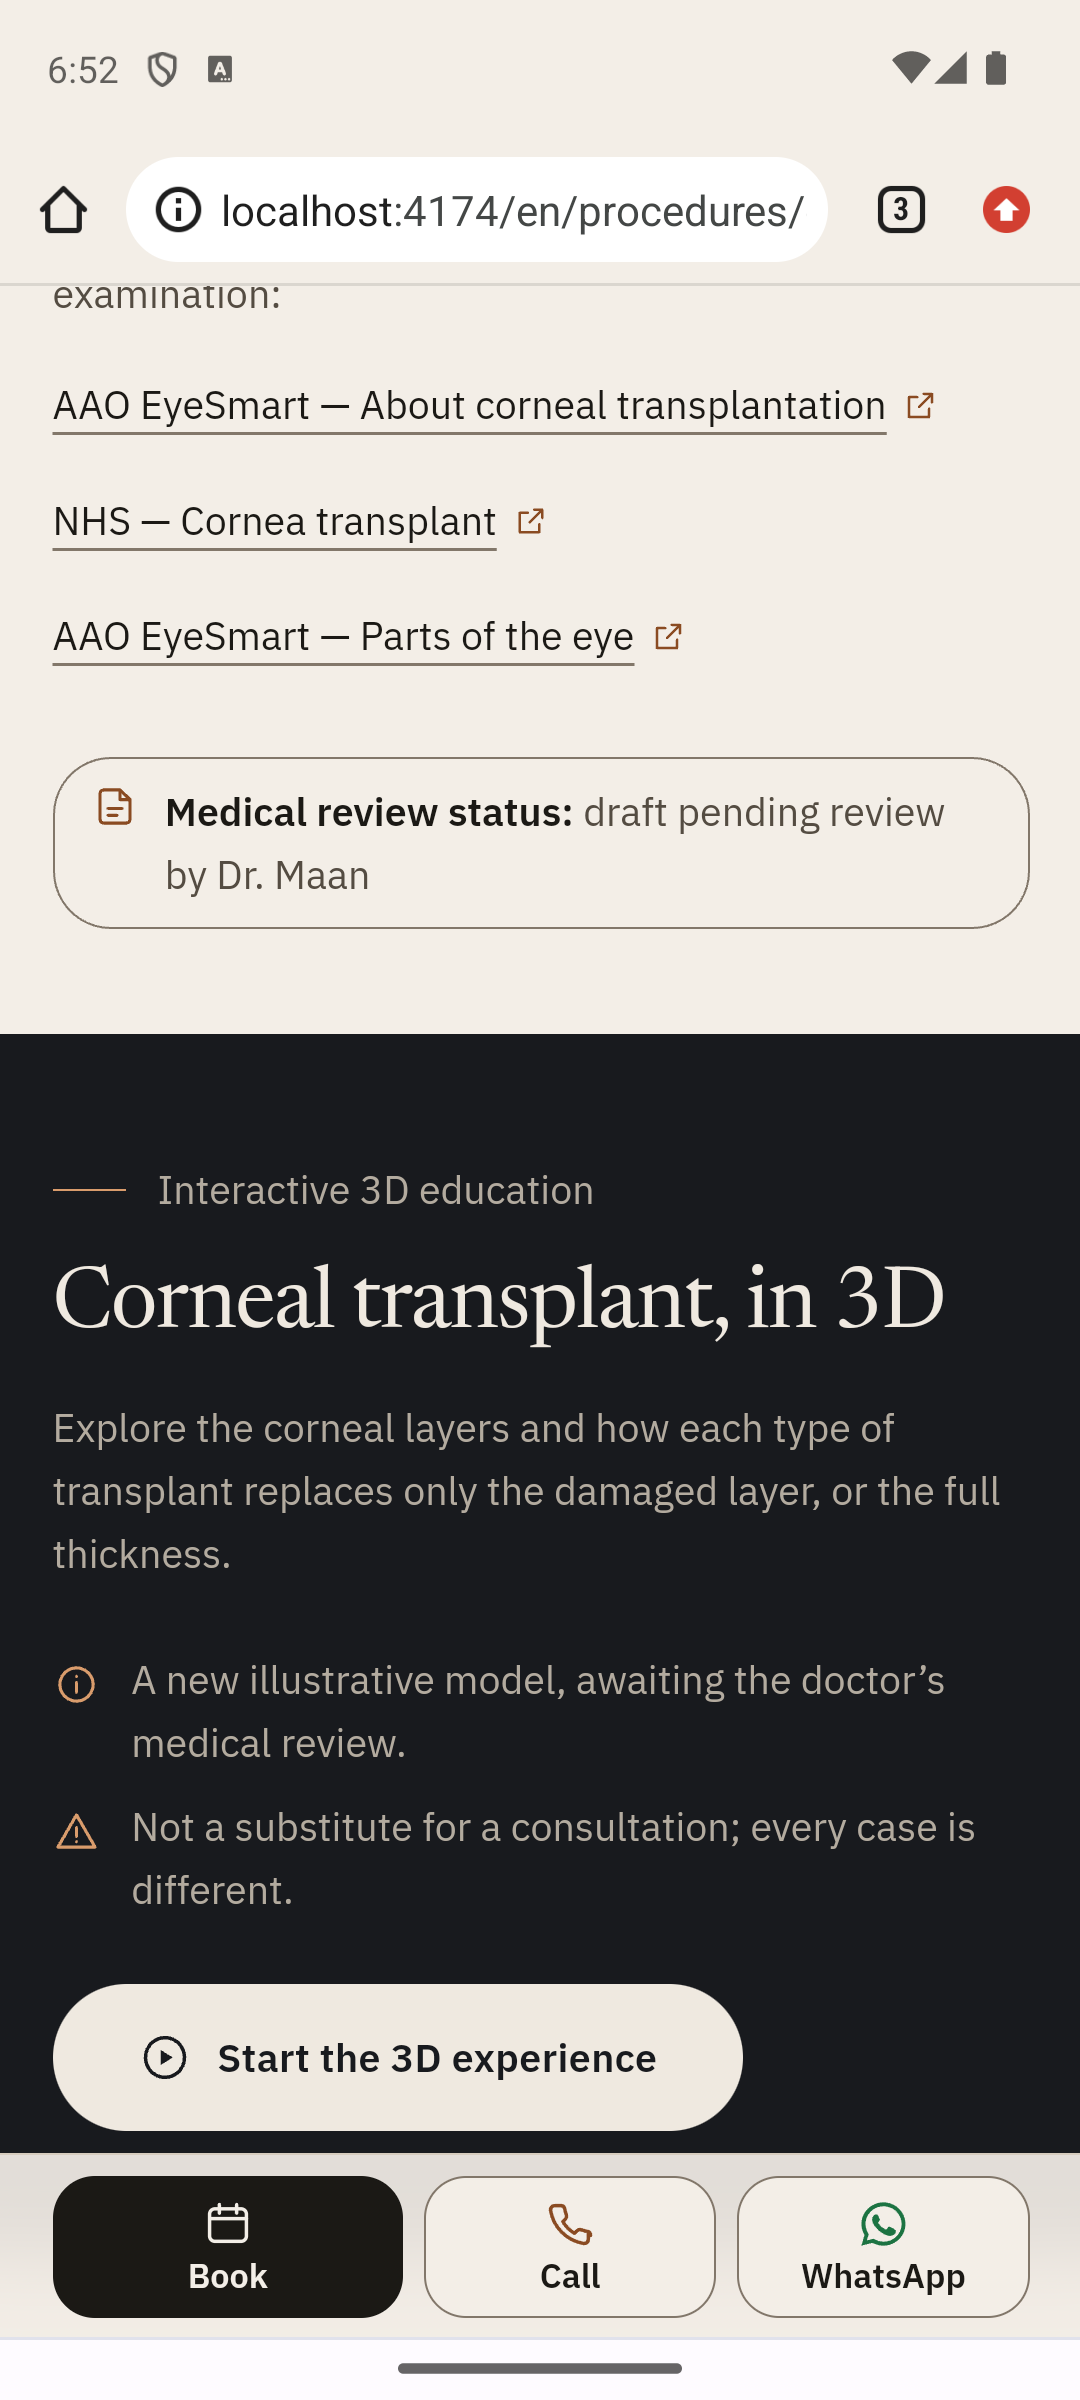 6:52
localhost:4174/en/procedures/
3
examination:
AAO EyeSmart — About corneal transplantation
NHS — Cornea transplant
AAO EyeSmart — Parts of the eye
Medical review status: draft pending review
by Dr. Maan
Interactive 3D education
Corneal transplant, in 3D
Explore the corneal layers and how each type of
transplant replaces only the damaged layer, or the full
thickness.
A new illustrative model, awaiting the doctor’s
medical review.
Not a substitute for a consultation; every case is
different.
Start the 3D experience
Book
Call
WhatsApp